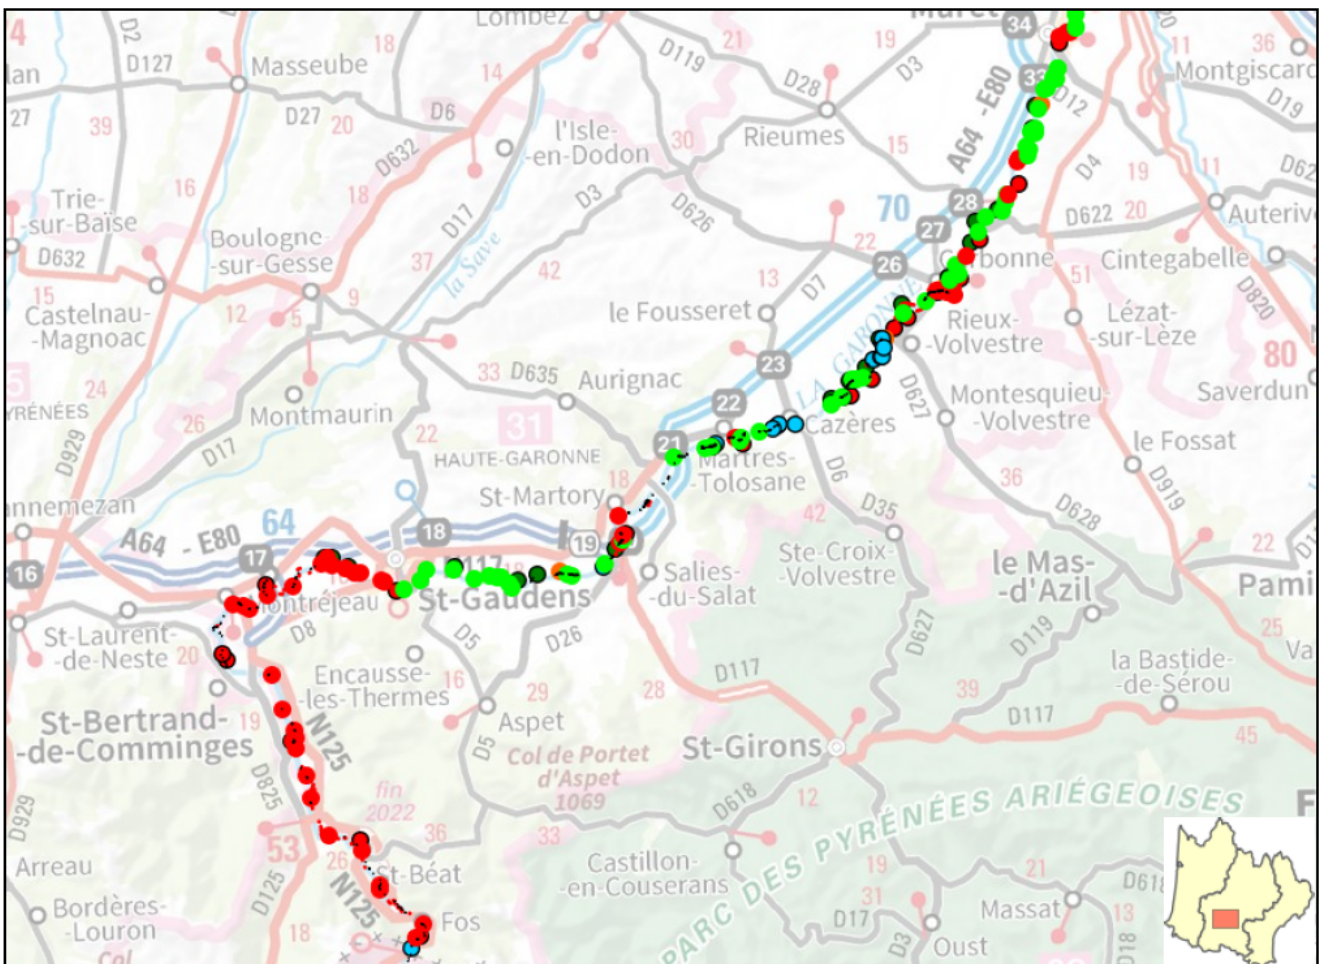 Lombez
Muret
34
4
D2
18
D119
21
19
D3
11
36
Montgiscard
D127
Masseube
14
D28
A64 - E80
33
D12
D19
27
39
D27
20
D6
l'Isle-
-en-Dodon
30
Rieumes
15
D4
19
11
D632
16
18
D17
D3
D626
70
28
D622
20
Trie-
-sur-Baïse
Boulogne-
-sur-Gesse
D632
la Save
37
42
22
27
26
51
Cintegabelle
15
Castelnau-
-Magnoac
12
5
9
13
D7
le Fousseret
LA GARONNE
Rieux-
-Volvestre
Lézat-
-sur-Lèze
D820
80
24
26
Montmaurin
33
D635
Aurignac
23
22
D627
Montesquieu-
-Volvestre
Saverdun
D929
D17
22
31
HAUTE-GARONNE
21
Cazères
Martres-
-Tolosane
le Fossat
St-Martory
18
D6
D35
36
D919
A64 - E80
64
17
18
19
42
D628
22
16
Ste-Croix-
-Volvestre
le Mas-
-d'Azil
St-Gaudens
Salies-
-du-Salat
D8
D5
D26
D627
D119
25
St-Laurent-
-de-Neste
20
Encausse-
-les-Thermes
16
29
28
D117
39
la Bastide-
-de-Sérou
St-Bertrand-
-de-Comminges
19
N125
Aspet
D5
Col de Portet
d'Aspet
1069
St-Girons
D117
45
D825
fin
2022
D618
12
D929
53
26
36
33
PARC DES PYRÉNÉES ARIÉGEOISES
Arreau
St-Béat
Castillon-
-en-Couserans
19
21
D618
31
D125
N125
Bordères-
-Louron
18
Fos
D17
D3
Oust
Massat
13
D18
Col